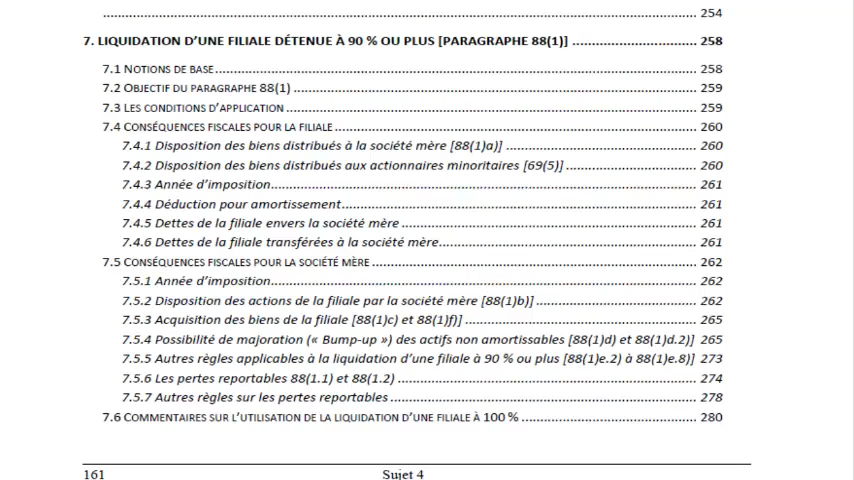 ........ 254
7. LIQUIDATION D'UNE FILIALE DÉTENUE À 90 % OU PLUS [PARAGRAPHE 88(1)] ........ 258
7.1 NOTIONS DE BASE ........ 258
7.2 OBJECTIF DU PARAGRAPHE 88(1) ........ 259
7.3 LES CONDITIONS D'APPLICATION ........ 259
7.4 CONSÉQUENCES FISCALES POUR LA FILIALE ........ 260
7.4.1 Disposition des biens distribués à la société mère [88(1)a)] ........ 260
7.4.2 Disposition des biens distribués aux actionnaires minoritaires [69(5)] ........ 260
7.4.3 Année d'imposition ........ 261
7.4.4 Déduction pour amortissement ........ 261
7.4.5 Dettes de la filiale envers la société mère ........ 261
7.4.6 Dettes de la filiale transférées à la société mère ........ 261
7.5 CONSÉQUENCES FISCALES POUR LA SOCIÉTÉ MÈRE ........ 262
7.5.1 Année d'imposition ........ 262
7.5.2 Disposition des actions de la filiale par la société mère [88(1)b)] ........ 262
7.5.3 Acquisition des biens de la filiale [88(1)c) et 88(1)f)] ........ 265
7.5.4 Possibilité de majoration (« Bump-up ») des actifs non amortissables [88(1)d) et 88(1)d.2)] 265
7.5.5 Autres règles applicables à la liquidation d'une filiale à 90 % ou plus [88(1)e.2) à 88(1)e.8)] 273
7.5.6 Les pertes reportables 88(1.1) et 88(1.2) ........ 274
7.5.7 Autres règles sur les pertes reportables ........ 278
7.6 COMMENTAIRES SUR L'UTILISATION DE LA LIQUIDATION D'UNE FILIALE À 100 % ........ 280
161 Sujet 4